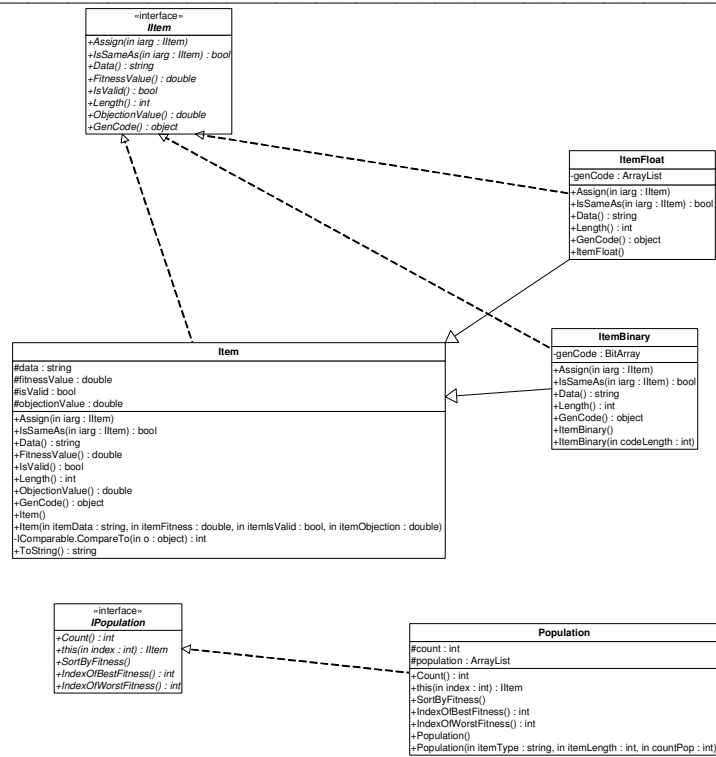 «interface»
IItem
+Assign(in iarg : IItem)
+IsSameAs(in iarg : IItem) : bool
+Data() : string
+FitnessValue() : double
+IsValid() : bool
+Length() : int
+ObjectionValue() : double
+GenCode() : object
ItemFloat
-genCode : ArrayList
+Assign(in iarg : IItem)
+IsSameAs(in iarg : IItem) : bool
+Data() : string
+Length() : int
+GenCode() : object
+ItemFloat()
ItemBinary
-genCode : BitArray
+Assign(in iarg : IItem)
+IsSameAs(in iarg : IItem) : bool
+Data() : string
+Length() : int
+GenCode() : object
+ItemBinary()
+ItemBinary(in codeLength : int)
Item
#data : string
#fitnessValue : double
#isValid : bool
#objectionValue : double
+Assign(in iarg : IItem)
+IsSameAs(in iarg : IItem) : bool
+Data() : string
+FitnessValue() : double
+IsValid() : bool
+Length() : int
+ObjectionValue() : double
+GenCode() : object
+Item()
+Item(in itemData : string, in itemFitness : double, in itemIsValid : bool, in itemObjection : double)
-IComparable.CompareTo(in o : object) : int
+ToString() : string
«interface»
IPopulation
+Count() : int
+this(in index : int) : IItem
+SortByFitness()
+IndexOfBestFitness() : int
+IndexOfWorstFitness() : int
Population
#count : int
#population : ArrayList
+Count() : int
+this(in index : int) : IItem
+SortByFitness()
+IndexOfBestFitness() : int
+IndexOfWorstFitness() : int
+Population()
+Population(in itemType : string, in itemLength : int, in countPop : int)